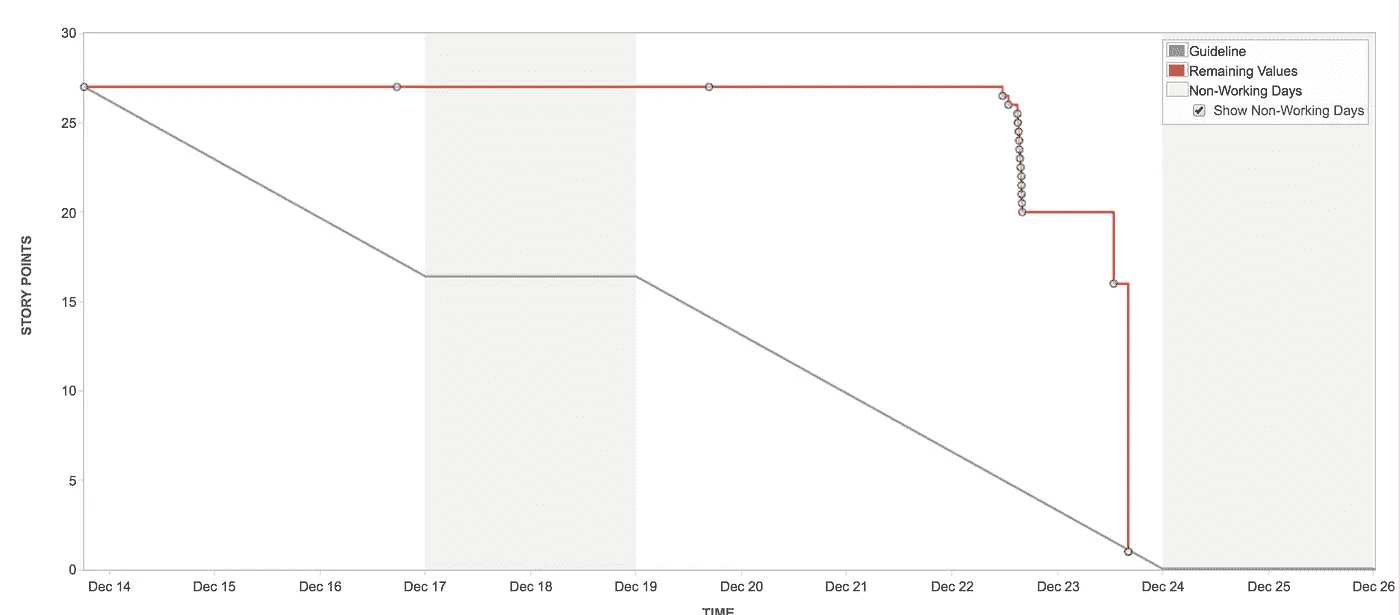 30
25
20
15
10
5
0
STORY POINTS
Guideline
Remaining Values
Non-Working Days
Show Non-Working Days
Dec 14 Dec 15 Dec 16 Dec 17 Dec 18 Dec 19 Dec 20 Dec 21 Dec 22 Dec 23 Dec 24 Dec 25 Dec 26
TIME